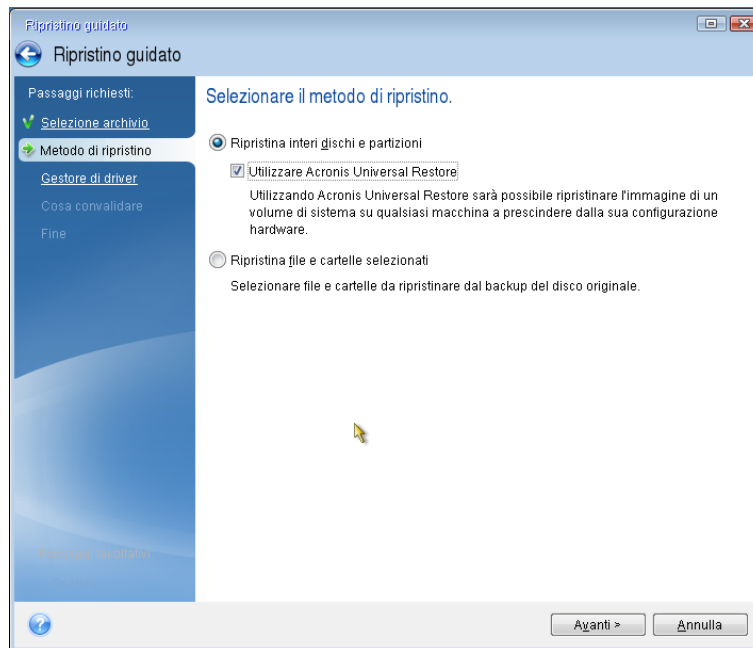 Ripristino guidato
Ripristino guidato
Passaggi richiesti:
Selezione archivio
Metodo di ripristino
Gestore di driver
Cosa convalidare
Fine
Selezionare il metodo di ripristino.
Ripristina interi dischi e partizioni
Utilizzare Acronis Universal Restore
Utilizzando Acronis Universal Restore sarà possibile ripristinare l'immagine di un
volume di sistema su qualsiasi macchina a prescindere dalla sua configurazione
hardware.
Ripristina file e cartelle selezionati
Selezionare file e cartelle da ripristinare dal backup del disco originale.
Avanti >
Annulla